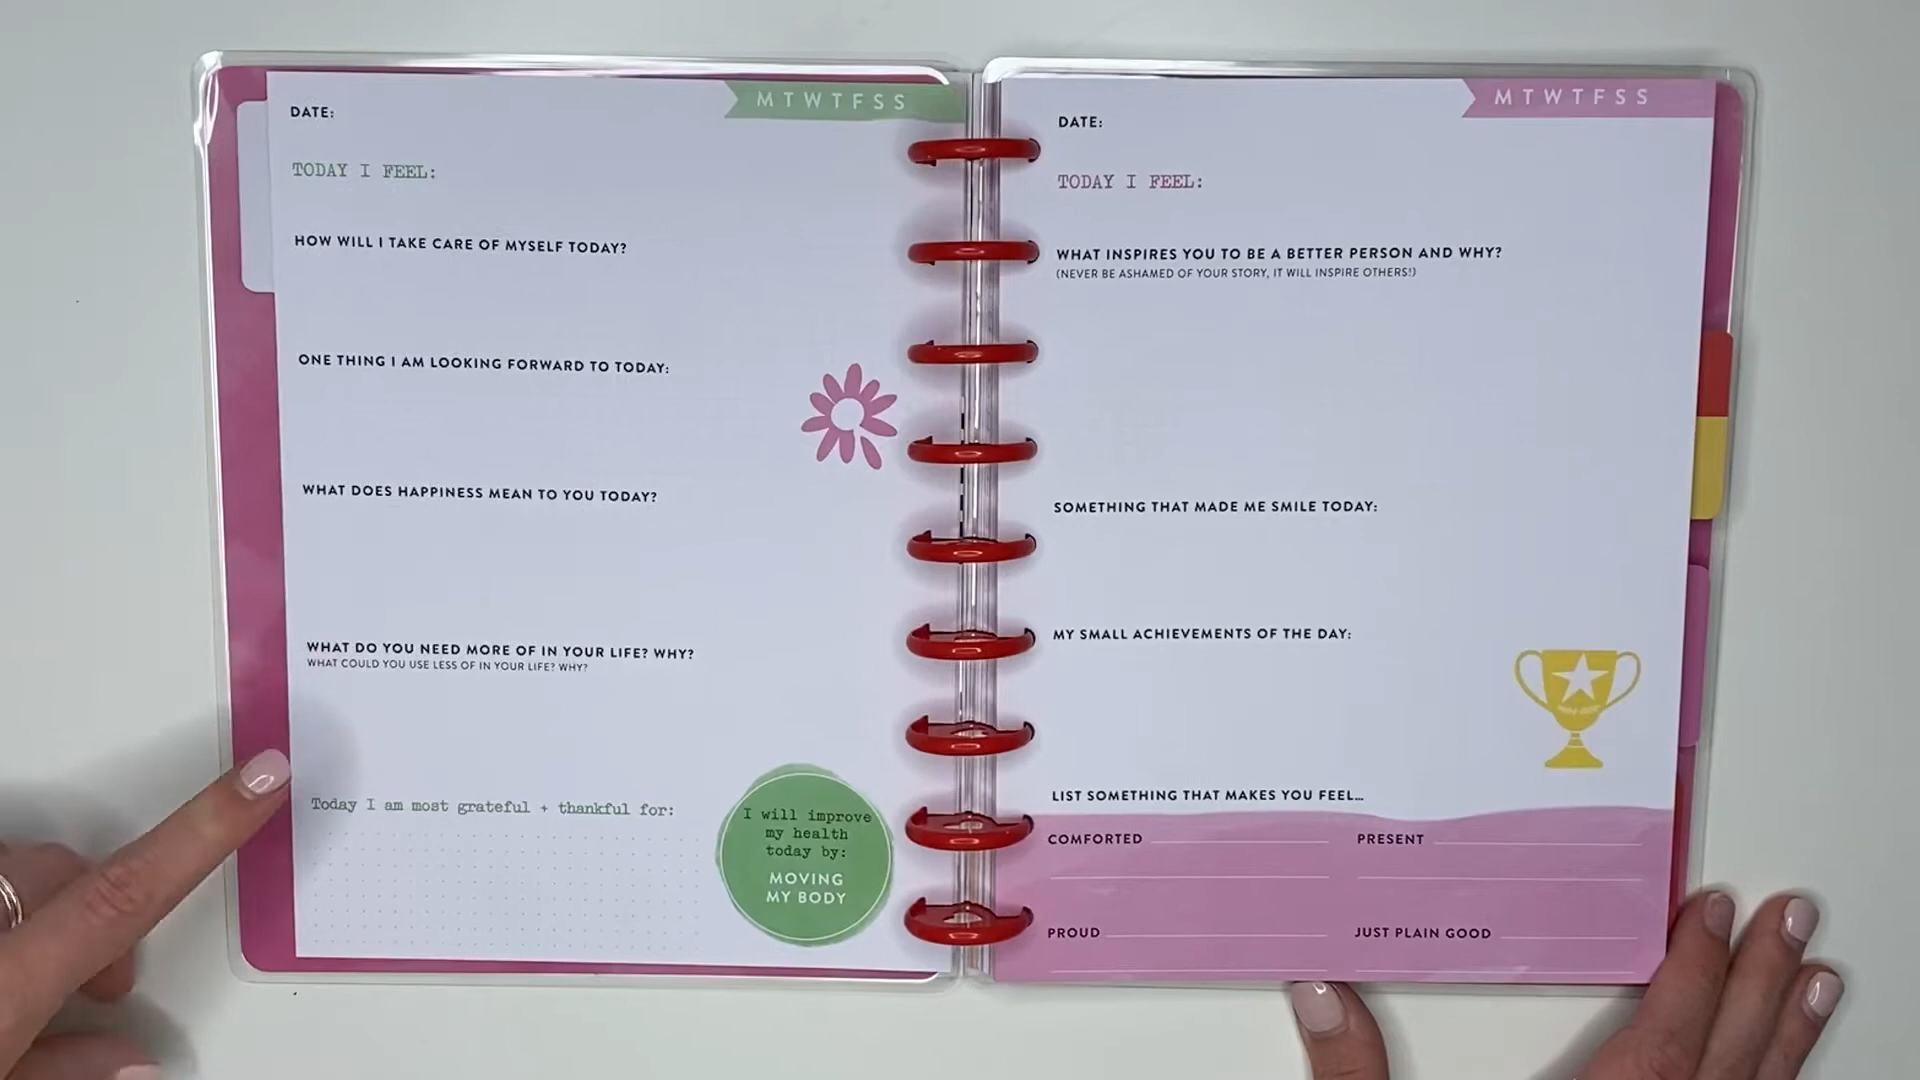 M T W T F S S
DATE:
TODAY I FEEL:
HOW WILL I TAKE CARE OF MYSELF TODAY?
ONE THING I AM LOOKING FORWARD TO TODAY:
WHAT DOES HAPPINESS MEAN TO YOU TODAY?
WHAT DO YOU NEED MORE OF IN YOUR LIFE? WHY?
WHAT COULD YOU USE LESS OF IN YOUR LIFE? WHY?
Today I am most grateful + thankful for:
I will improve
my health
today by:
MOVING
MY BODY
M T W T F S S
DATE:
TODAY I FEEL:
WHAT INSPIRES YOU TO BE A BETTER PERSON AND WHY?
(NEVER BE ASHAMED OF YOUR STORY, IT WILL INSPIRE OTHERS!)
SOMETHING THAT MADE ME SMILE TODAY:
MY SMALL ACHIEVEMENTS OF THE DAY:
LIST SOMETHING THAT MAKES YOU FEEL...
COMFORTED PRESENT
PROUD JUST PLAIN GOOD